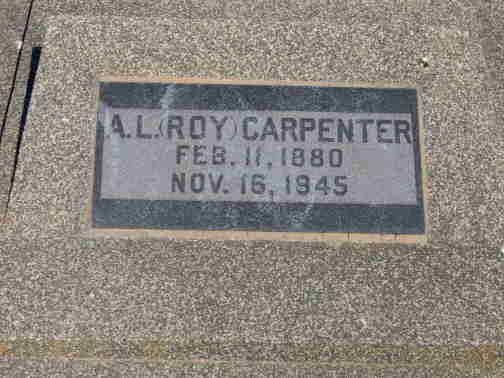 A.L.(ROY) CARPENTER
FEB. 11, 1880
NOV. 16, 1945